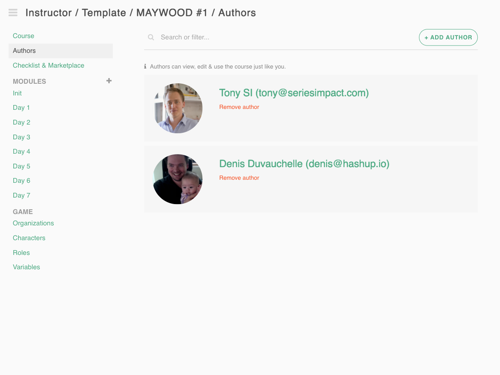 Instructor / Template / MAYWOOD #1 / Authors
Course
Authors
Checklist & Marketplace
MODULES +
Init
Day 1
Day 2
Day 3
Day 4
Day 5
Day 6
Day 7
GAME
Organizations
Characters
Roles
Variables
Search or filter...
+ ADD AUTHOR
Authors can view, edit & use the course just like you.
Tony SI (tony@seriesimpact.com)
Remove author
Denis Duvauchelle (denis@hashup.io)
Remove author